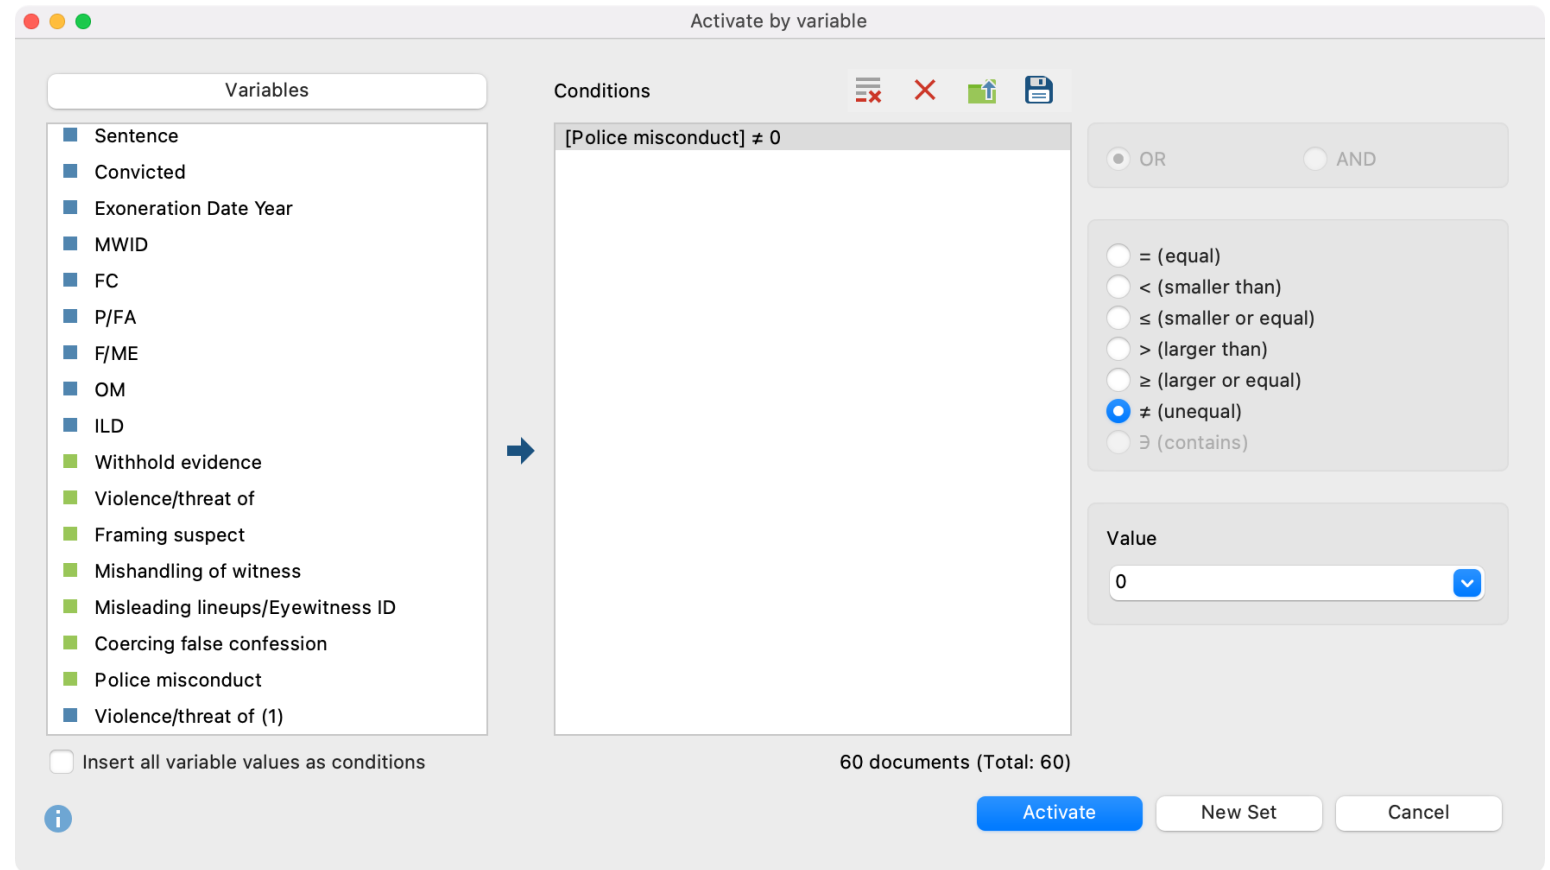 Activate by variable
Variables
Sentence
Convicted
Exoneration Date Year
MWID
FC
P/FA
F/ME
OM
ILD
Withhold evidence
Violence/threat of
Framing suspect
Mishandling of witness
Misleading lineups/Eyewitness ID
Coercing false confession
Police misconduct
Violence/threat of (1)
Insert all variable values as conditions
Conditions
[Police misconduct] ≠ 0
60 documents (Total: 60)
OR AND
= (equal)
< (smaller than)
≤ (smaller or equal)
> (larger than)
≥ (larger or equal)
≠ (unequal)
∋ (contains)
Value
0
Activate New Set Cancel